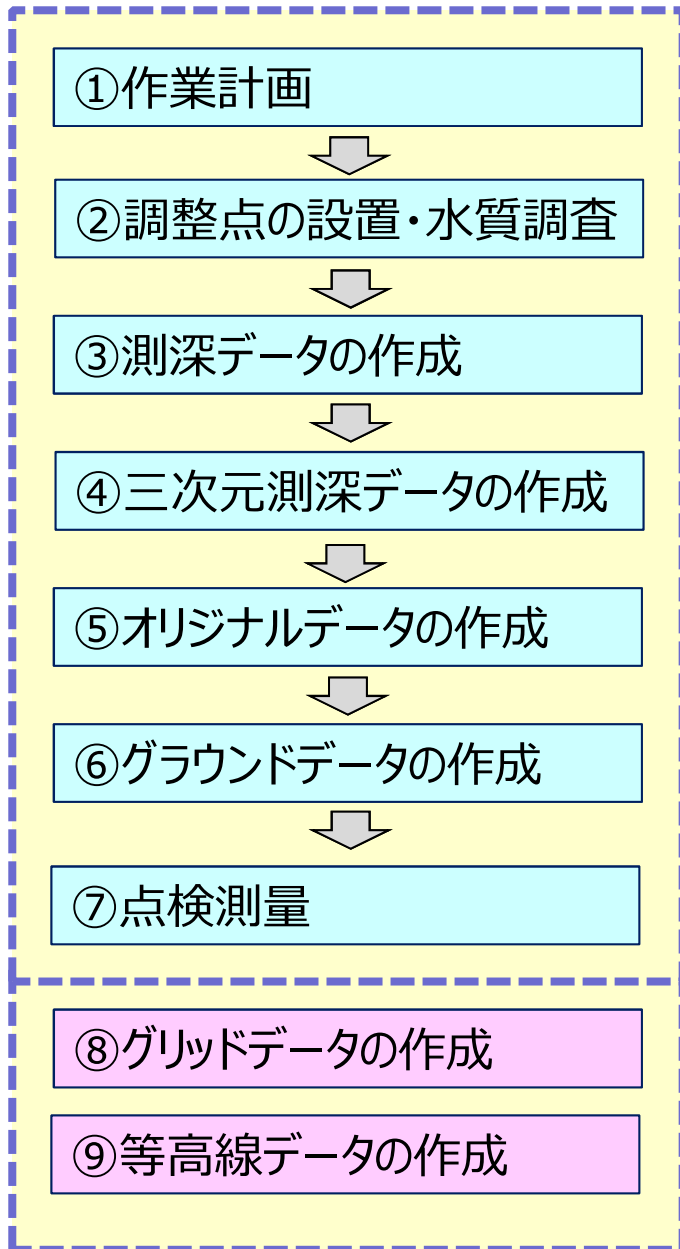 ①作業計画
②調整点の設置・水質調査
③測深データの作成
④三次元測深データの作成
⑤オリジナルデータの作成
⑥グラウンドデータの作成
⑦点検測量
⑧グリッドデータの作成
⑨等高線データの作成